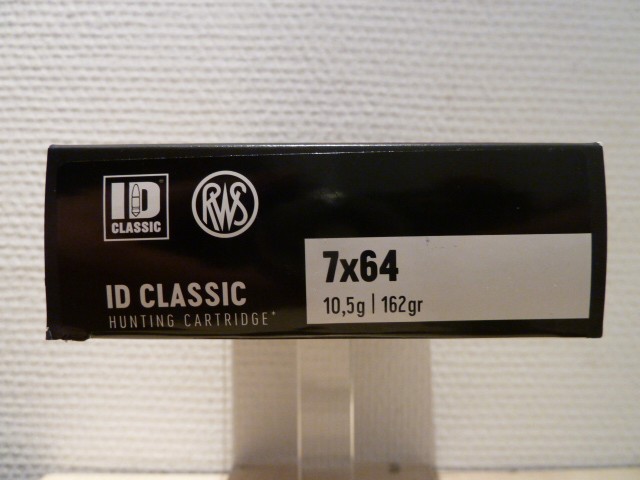 ID
CLASSIC
RWS
ID CLASSIC
HUNTING CARTRIDGE*
7x64
10,5g | 162gr